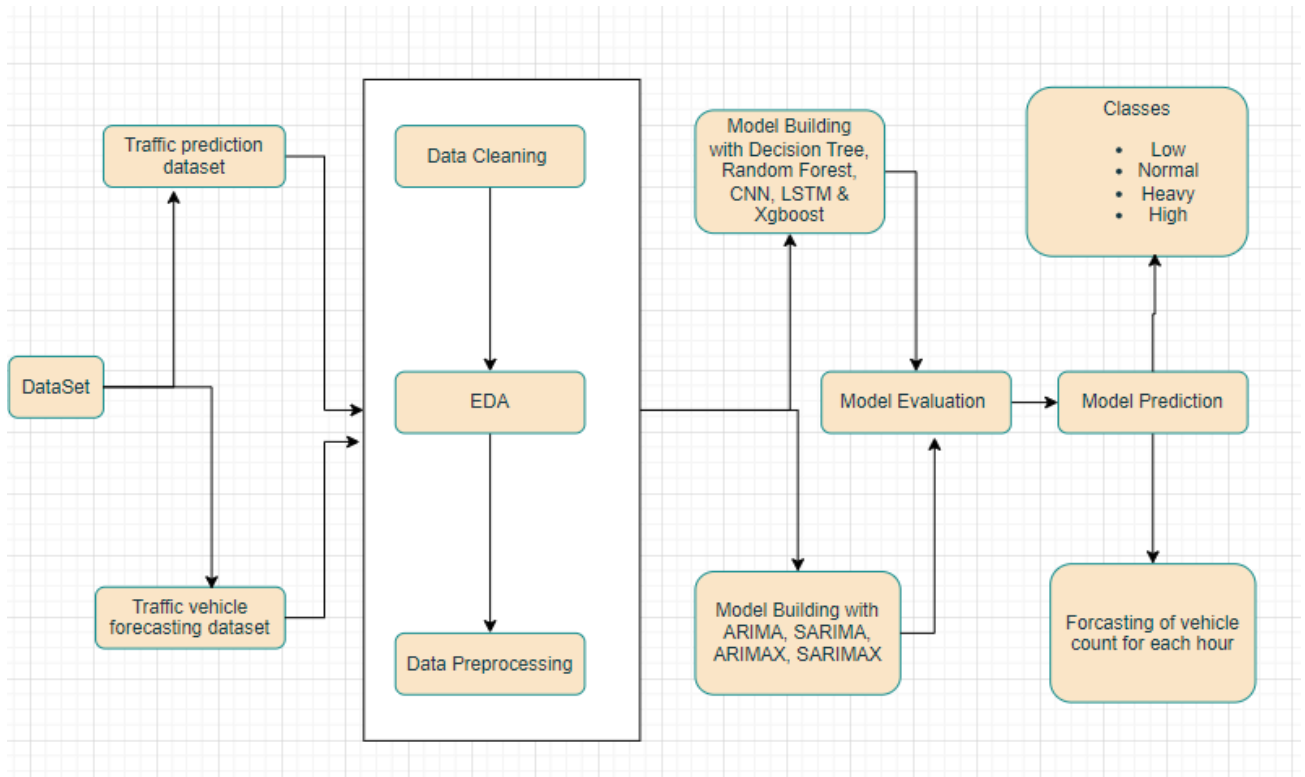 DataSet
Traffic prediction
dataset
Traffic vehicle
forecasting dataset
Data Cleaning
EDA
Data Preprocessing
Model Building
with Decision Tree,
Random Forest,
CNN, LSTM &
Xgboost
Model Building with
ARIMA, SARIMA,
ARIMAX, SARIMAX
Model Evaluation
Model Prediction
Classes
• Low
• Normal
• Heavy
• High
Forcasting of vehicle
count for each hour